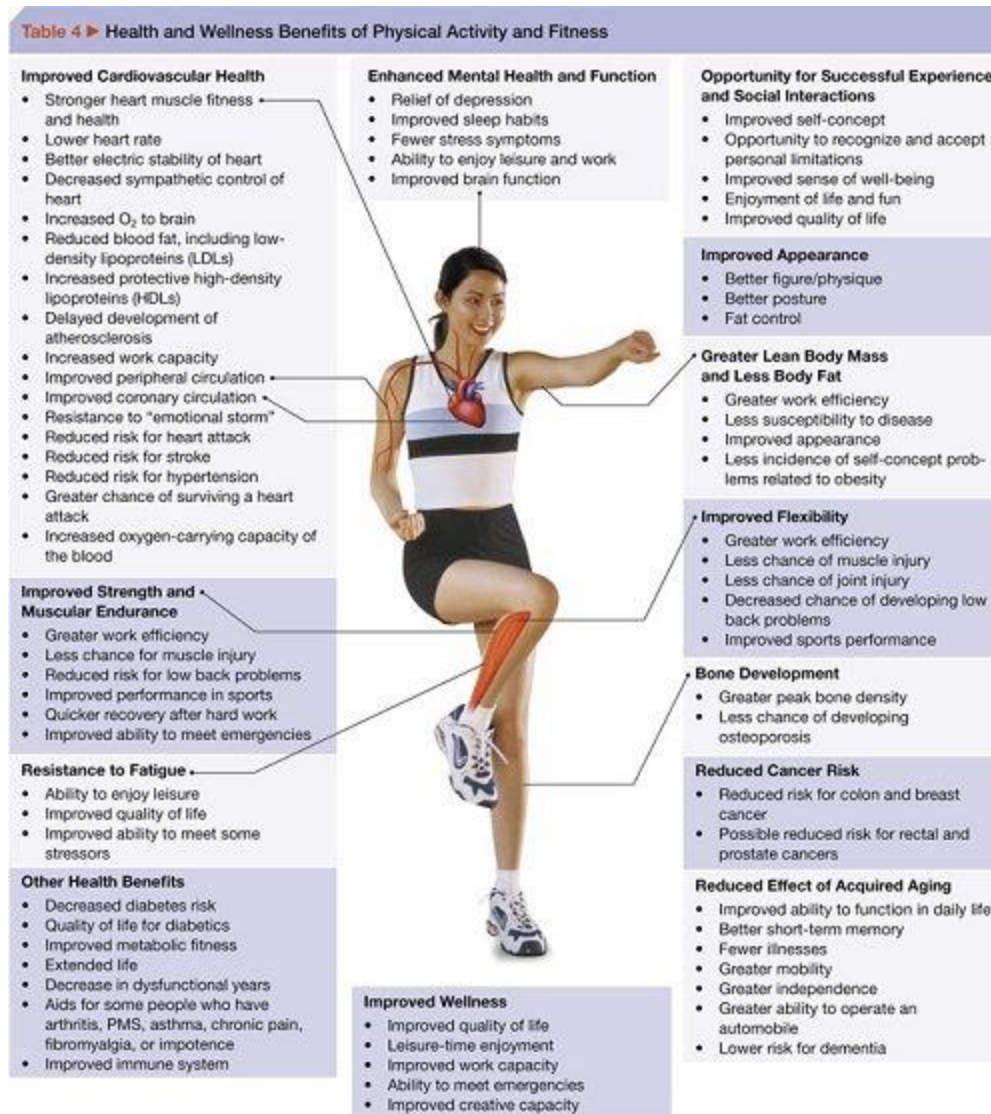 Table 4 ▶ Health and Wellness Benefits of Physical Activity and Fitness
Improved Cardiovascular Health
• Stronger heart muscle fitness
and health
• Lower heart rate
• Better electric stability of heart
• Decreased sympathetic control of
heart
• Increased O₂ to brain
• Reduced blood fat, including low-
density lipoproteins (LDLs)
• Increased protective high-density
lipoproteins (HDLs)
• Delayed development of
atherosclerosis
• Increased work capacity
• Improved peripheral circulation
• Improved coronary circulation
• Resistance to “emotional storm”
• Reduced risk for heart attack
• Reduced risk for stroke
• Reduced risk for hypertension
• Greater chance of surviving a heart
attack
• Increased oxygen-carrying capacity of
the blood
Improved Strength and
Muscular Endurance
• Greater work efficiency
• Less chance for muscle injury
• Reduced risk for low back problems
• Improved performance in sports
• Quicker recovery after hard work
• Improved ability to meet emergencies
Resistance to Fatigue
• Ability to enjoy leisure
• Improved quality of life
• Improved ability to meet some
stressors
Other Health Benefits
• Decreased diabetes risk
• Quality of life for diabetics
• Improved metabolic fitness
• Extended life
• Decrease in dysfunctional years
• Aids for some people who have
arthritis, PMS, asthma, chronic pain,
fibromyalgia, or impotence
• Improved immune system
Enhanced Mental Health and Function
• Relief of depression
• Improved sleep habits
• Fewer stress symptoms
• Ability to enjoy leisure and work
• Improved brain function
Improved Wellness
• Improved quality of life
• Leisure-time enjoyment
• Improved work capacity
• Ability to meet emergencies
• Improved creative capacity
Opportunity for Successful Experience
and Social Interactions
• Improved self-concept
• Opportunity to recognize and accept
personal limitations
• Improved sense of well-being
• Enjoyment of life and fun
• Improved quality of life
Improved Appearance
• Better figure/physique
• Better posture
• Fat control
Greater Lean Body Mass
and Less Body Fat
• Greater work efficiency
• Less susceptibility to disease
• Improved appearance
• Less incidence of self-concept prob-
lems related to obesity
Improved Flexibility
• Greater work efficiency
• Less chance of muscle injury
• Less chance of joint injury
• Decreased chance of developing low
back problems
• Improved sports performance
Bone Development
• Greater peak bone density
• Less chance of developing
osteoporosis
Reduced Cancer Risk
• Reduced risk for colon and breast
cancer
• Possible reduced risk for rectal and
prostate cancers
Reduced Effect of Acquired Aging
• Improved ability to function in daily life
• Better short-term memory
• Fewer illnesses
• Greater mobility
• Greater independence
• Greater ability to operate an
automobile
• Lower risk for dementia